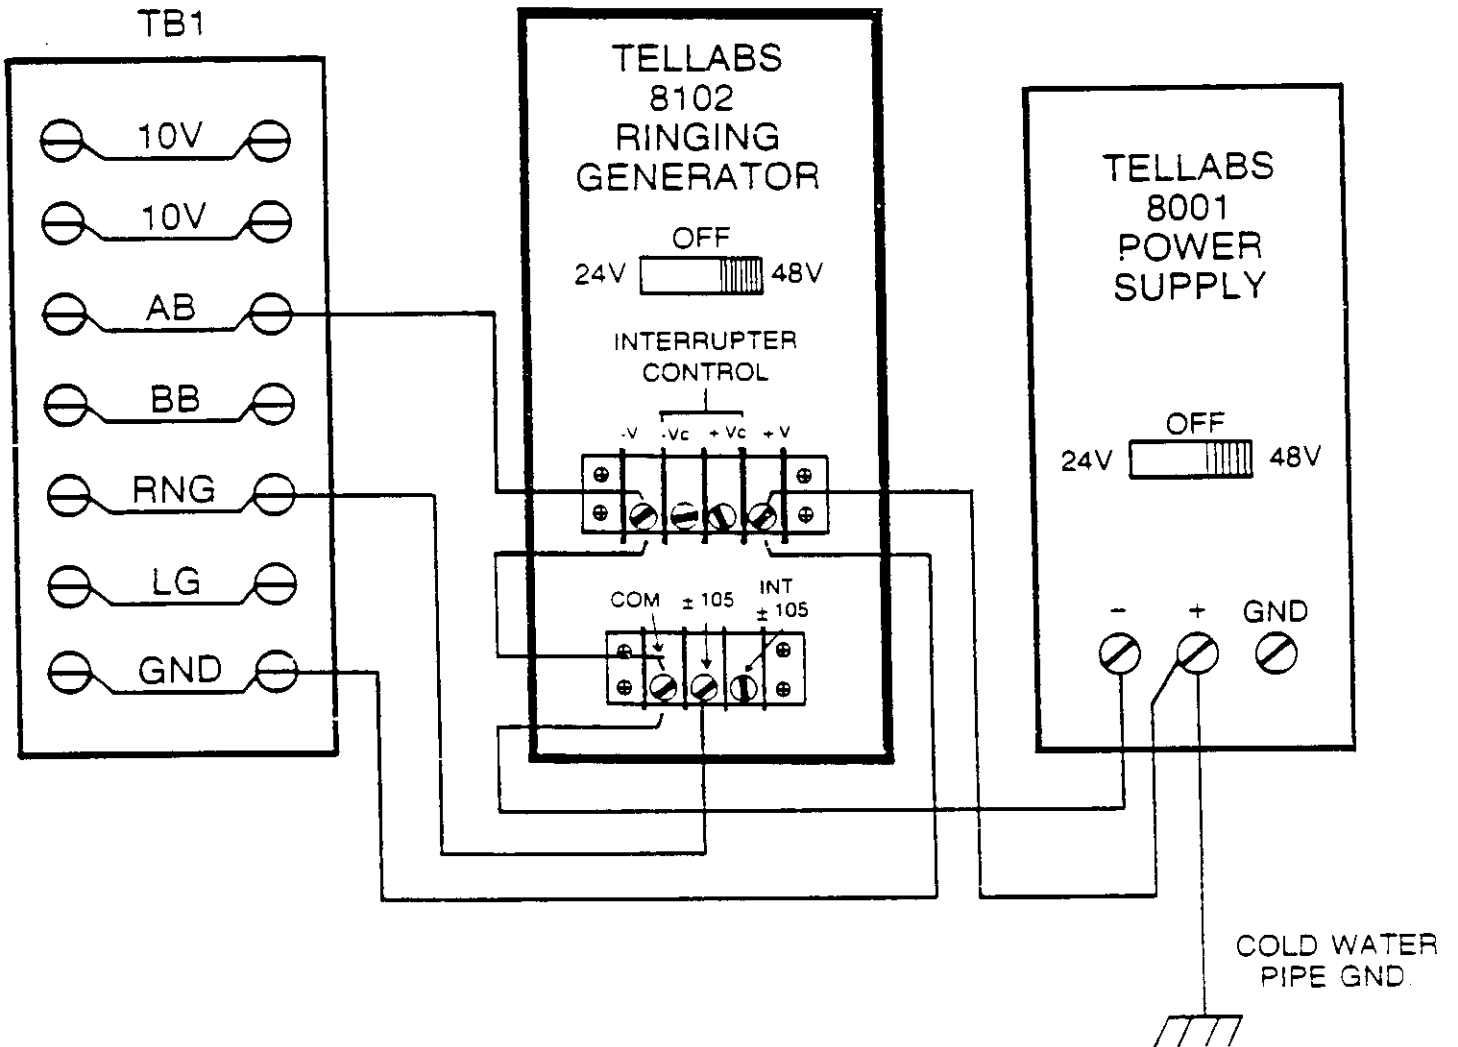 TB1
10V
10V
AB
BB
RNG
LG
GND
TELLABS
8102
RINGING
GENERATOR
OFF
24V 48V
INTERRUPTER
CONTROL
-V -Vc + Vc + V
COM ± 105 INT
± 105
TELLABS
8001
POWER
SUPPLY
OFF
24V 48V
- + GND
COLD WATER
PIPE GND.